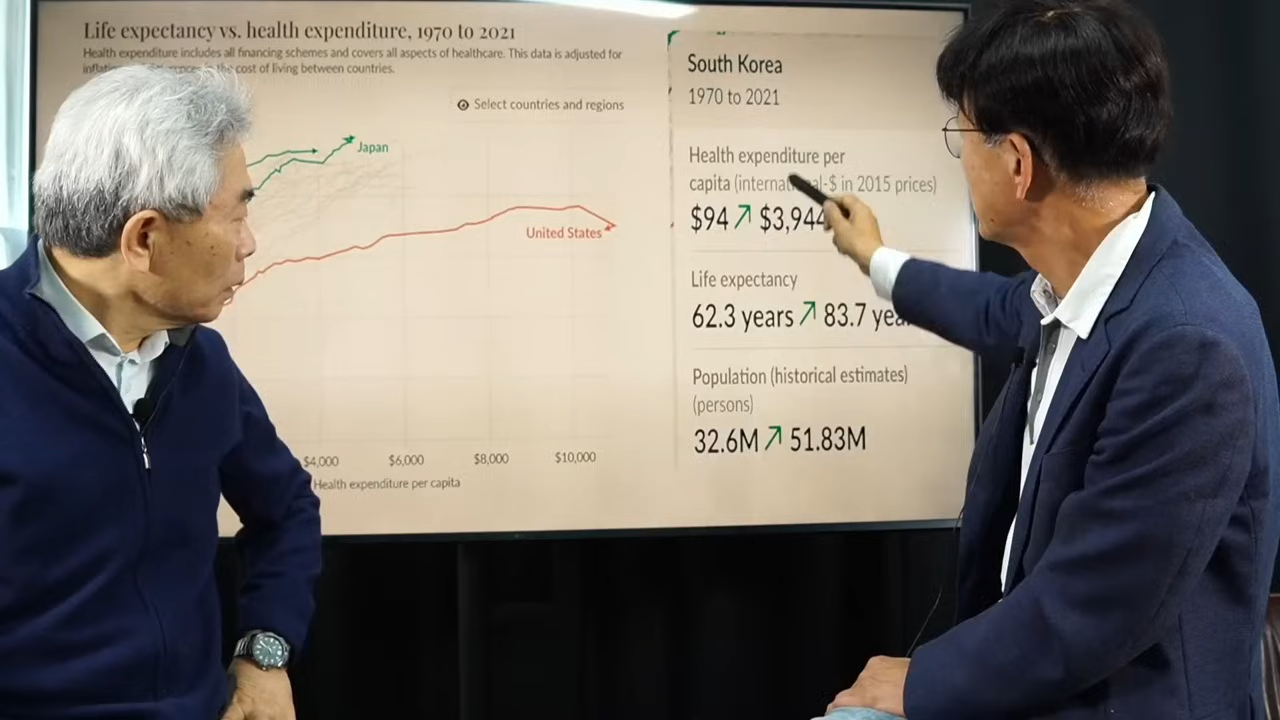 Life expectancy vs. health expenditure, 1970 to 2021
Health expenditure includes all financing schemes and covers all aspects of healthcare. This data is adjusted for
cost of living between countries.
Select countries and regions
Japan
United States
$4,000
$6,000
$8,000
$10,000
Health expenditure per capita
South Korea
1970 to 2021
Health expenditure per
capita in 2015 prices)
$94 ↗ $3,944
Life expectancy
62.3 years ↗ 83.7
Population (historical estimates)
(persons)
32.6M ↗ 51.83M